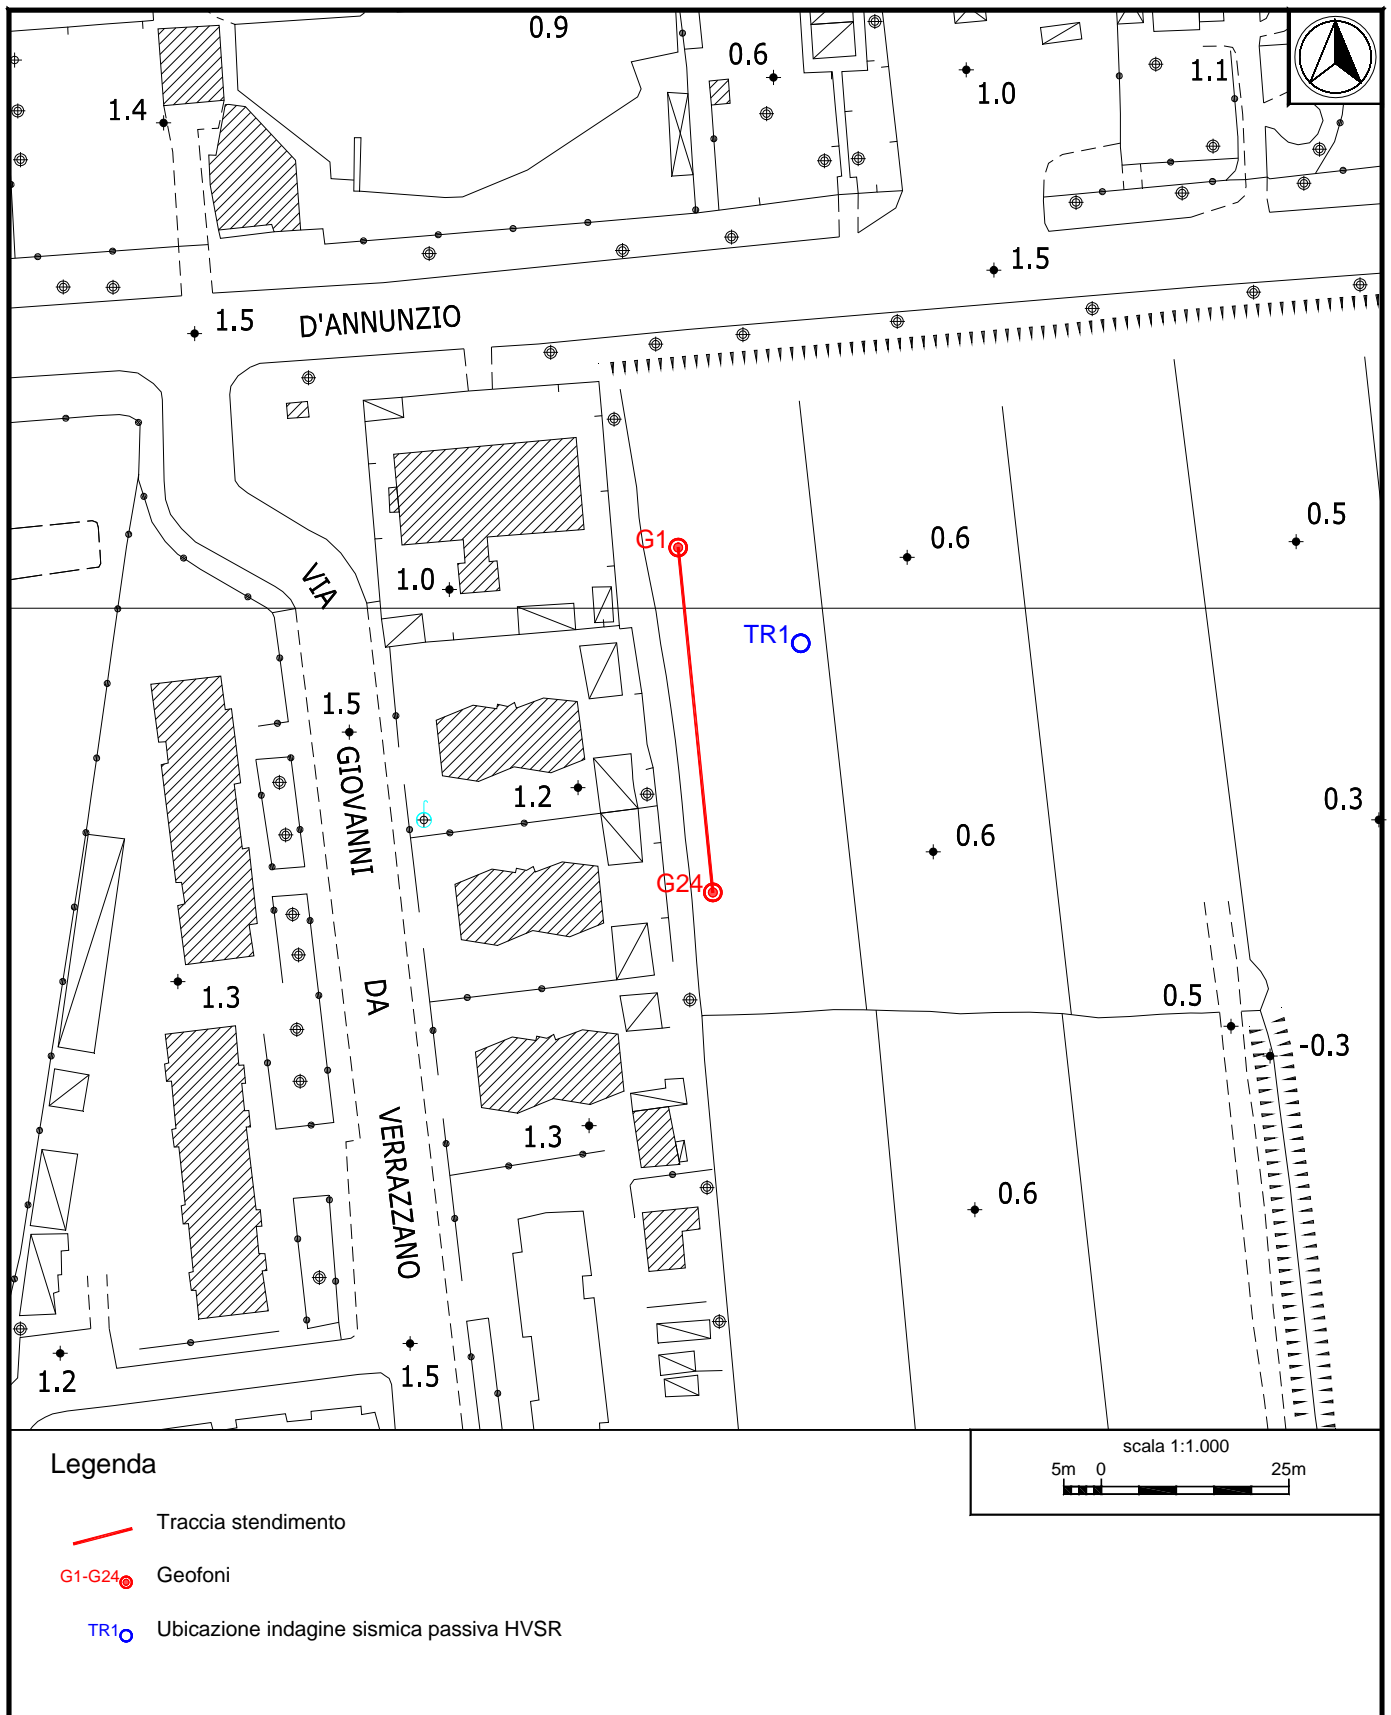 0.9
0.6
1.0
1.1
1.4
1.5
1.5
D'ANNUNZIO
0.5
0.6
G1
VIA
1.0
TR1
1.5
GIOVANNI
1.2
0.3
0.6
G24
1.3
DA
0.5
-0.3
VERRAZZANO
1.3
0.6
1.2
1.5
Legenda
scala 1:1.000
5m 0 25m
Traccia stendimento
G1-G24 Geofoni
TR1 Ubicazione indagine sismica passiva HVSR